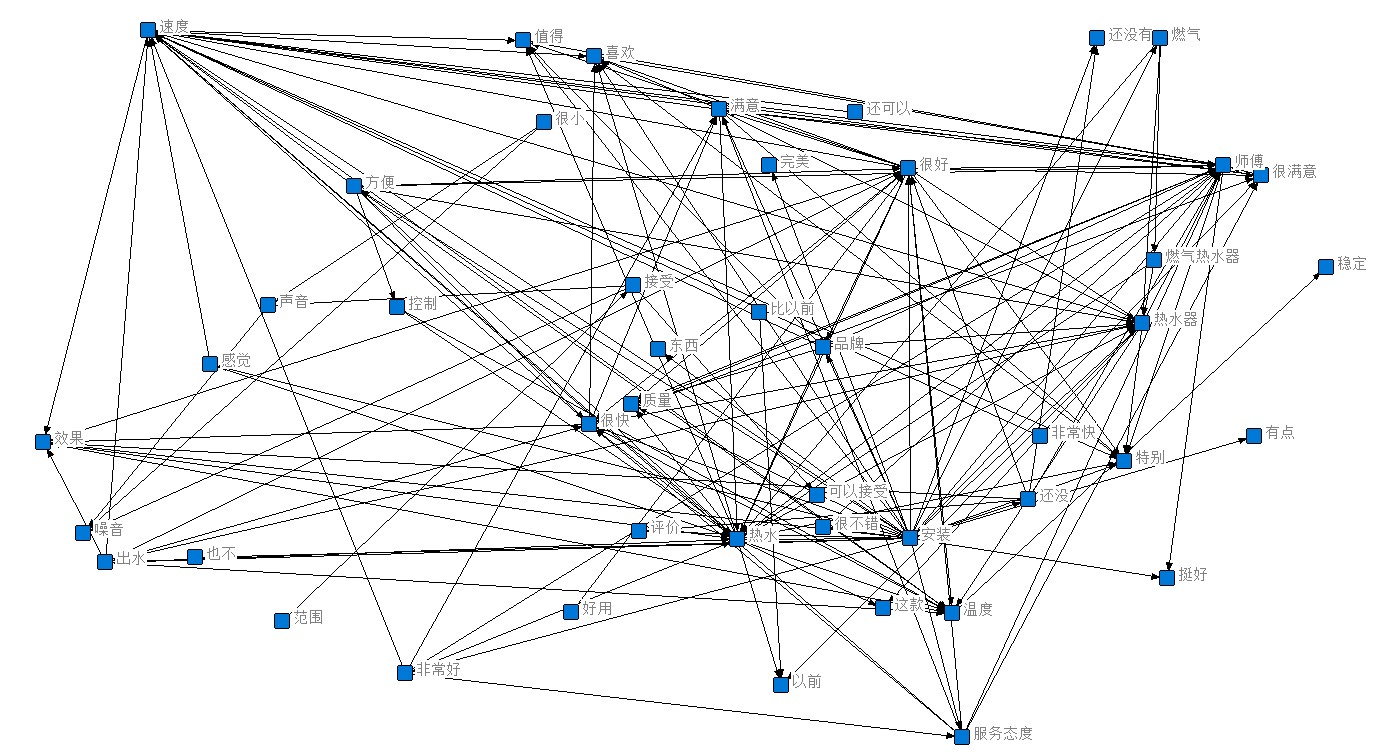 速度
值得
还没有
燃气
喜欢
满意
还可以
很小
完美
很好
师傅
很满意
方便
燃气热水器
稳定
接受
声音
控制
比以前
热水器
品牌
东西
感觉
质量
很快
效果
非常快
有点
特别
可以接受
还没
很不错
噪音
评价
热水
安装
出水
也不
挺好
这款
温度
好用
范围
非常好
以前
服务态度